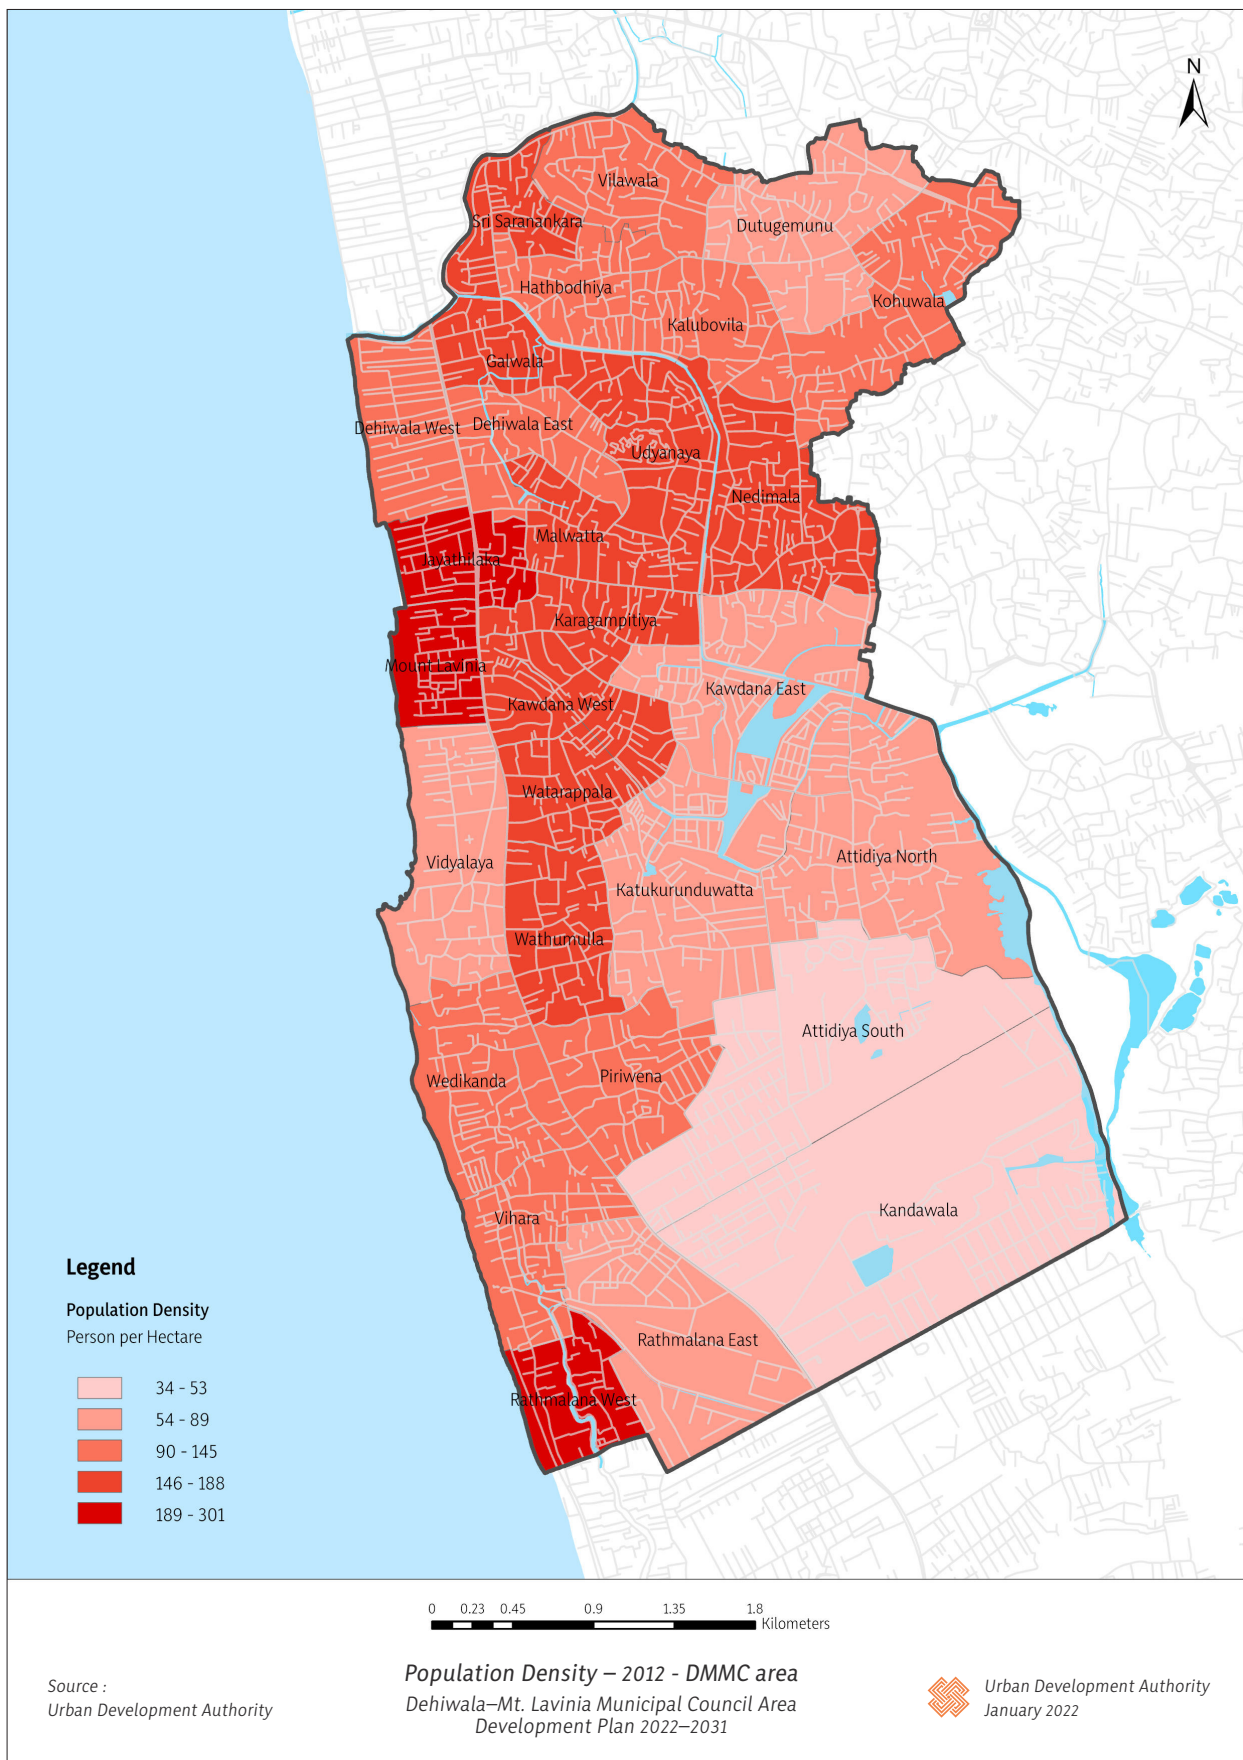 N
Vilawala
Sri Saranankara
Dutugemunu
Hathbodhiya
Kohuwala
Kalubovila
Galwala
Dehiwala West
Dehiwala East
Udyanaya
Nedimala
Malwatta
Jayathilaka
Karagampitiya
Mount Lavinia
Kawdana East
Kawdana West
Watarappala
Vidyalaya
Attidiya North
Katukurunduwatta
Wathumulla
Attidiya South
Wedikanda
Piriwena
Vihara
Kandawala
Rathmalana East
Rathmalana West
Legend
Population Density
Person per Hectare
34 - 53
54 - 89
90 - 145
146 - 188
189 - 301
0 0.23 0.45 0.9 1.35 1.8
Kilometers
Population Density – 2012 - DMMC area
Dehiwala–Mt. Lavinia Municipal Council Area
Development Plan 2022–2031
Source :
Urban Development Authority
Urban Development Authority
January 2022